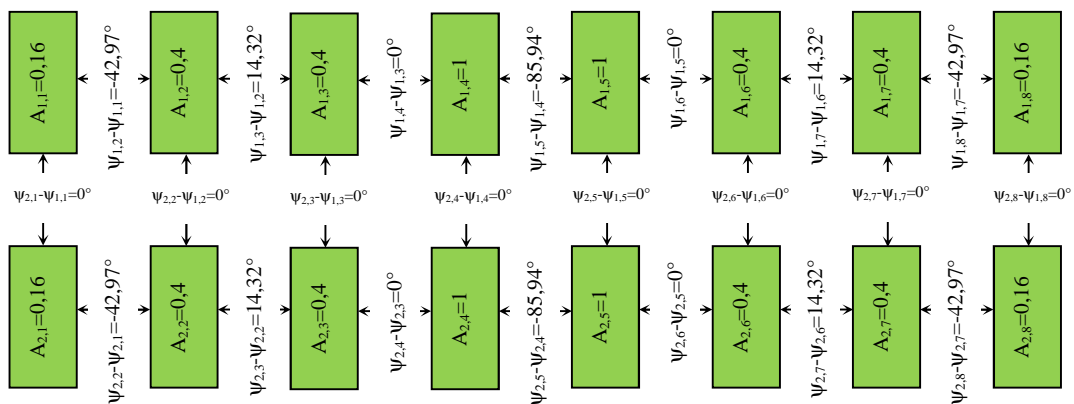 A1,1=0,16
ψ1,2-ψ1,1=-42,97°
A1,2=0,4
ψ1,3-ψ1,2=14,32°
A1,3=0,4
ψ1,4-ψ1,3=0°
A1,4=1
ψ1,5-ψ1,4=-85,94°
A1,5=1
ψ1,6-ψ1,5=0°
A1,6=0,4
ψ1,7-ψ1,6=14,32°
A1,7=0,4
ψ1,8-ψ1,7=-42,97°
A1,8=0,16
ψ2,1-ψ1,1=0°
ψ2,2-ψ1,2=0°
ψ2,3-ψ1,3=0°
ψ2,4-ψ1,4=0°
ψ2,5-ψ1,5=0°
ψ2,6-ψ1,6=0°
ψ2,7-ψ1,7=0°
ψ2,8-ψ1,8=0°
A2,1=0,16
ψ2,2-ψ2,1=-42,97°
A2,2=0,4
ψ2,3-ψ2,2=14,32°
A2,3=0,4
ψ2,4-ψ2,3=0°
A2,4=1
ψ2,5-ψ2,4=-85,94°
A2,5=1
ψ2,6-ψ2,5=0°
A2,6=0,4
ψ2,7-ψ2,6=14,32°
A2,7=0,4
ψ2,8-ψ2,7=-42,97°
A2,8=0,16